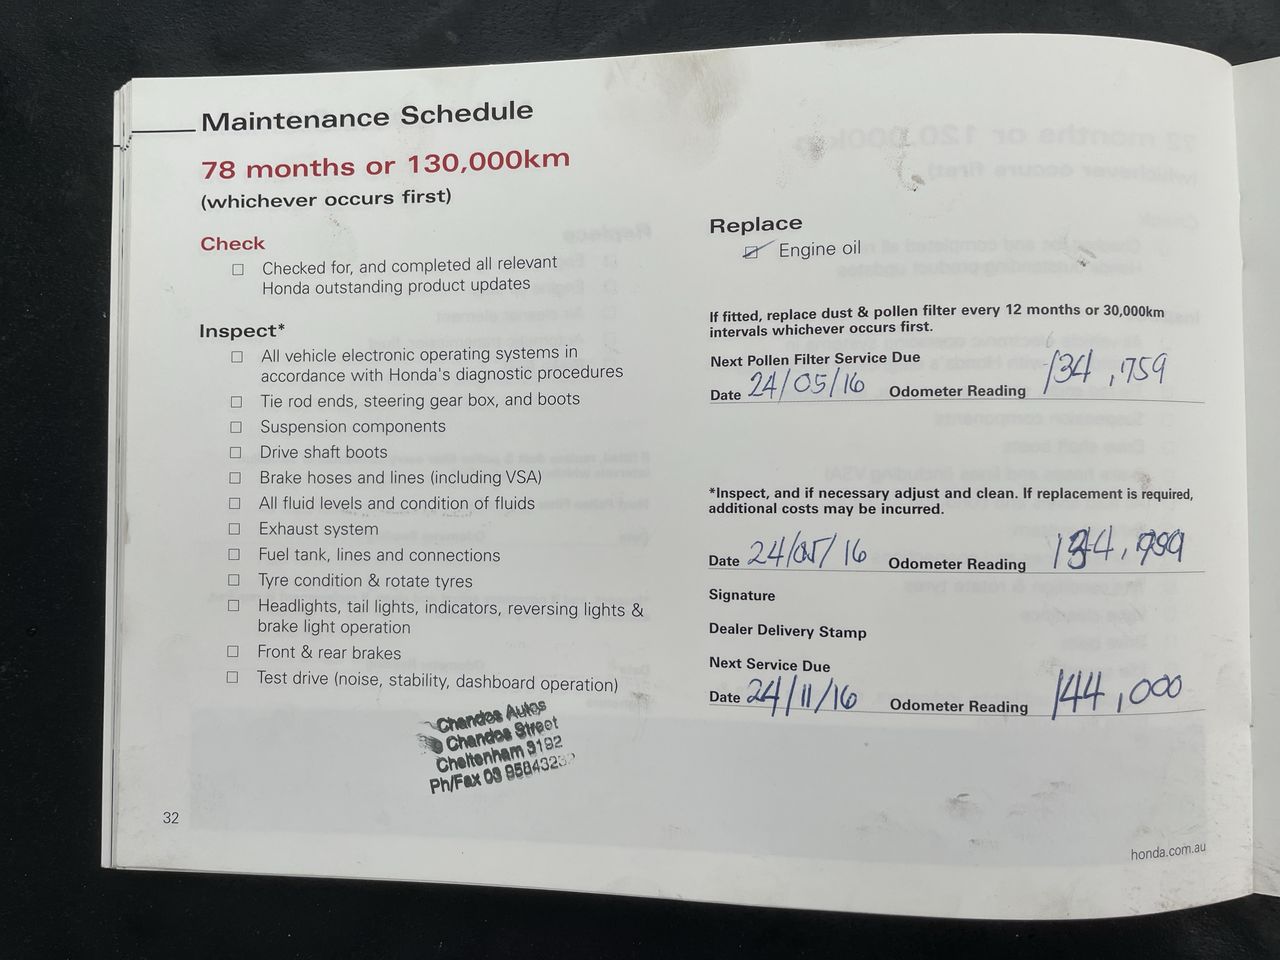 Maintenance Schedule
78 months or 130,000km
(whichever occurs first)
Check
☐ Checked for, and completed all relevant
Honda outstanding product updates
Inspect*
☐ All vehicle electronic operating systems in
accordance with Honda's diagnostic procedures
☐ Tie rod ends, steering gear box, and boots
☐ Suspension components
☐ Drive shaft boots
☐ Brake hoses and lines (including VSA)
☐ All fluid levels and condition of fluids
☐ Exhaust system
☐ Fuel tank, lines and connections
☐ Tyre condition & rotate tyres
☐ Headlights, tail lights, indicators, reversing lights &
brake light operation
☐ Front & rear brakes
☐ Test drive (noise, stability, dashboard operation)
Chandos Autos
Chandos Street
Cheltenham 3192
Ph/Fax 03
32
Replace
☑ Engine oil
If fitted, replace dust & pollen filter every 12 months or 30,000km
intervals whichever occurs first.
Next Pollen Filter Service Due
Date 24/05/16 Odometer Reading 134,759
*Inspect, and if necessary adjust and clean. If replacement is required,
additional costs may be incurred.
Date 24/05/16 Odometer Reading
Signature
Dealer Delivery Stamp
Next Service Due
Date 24/11/16 Odometer Reading 144,000
honda.com.au